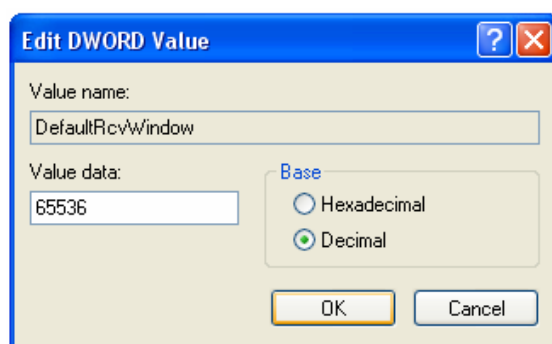 Edit DWORD Value
Value name:
DefaultRcvWindow
Value data:
65536
Base
Hexadecimal
Decimal
OK
Cancel